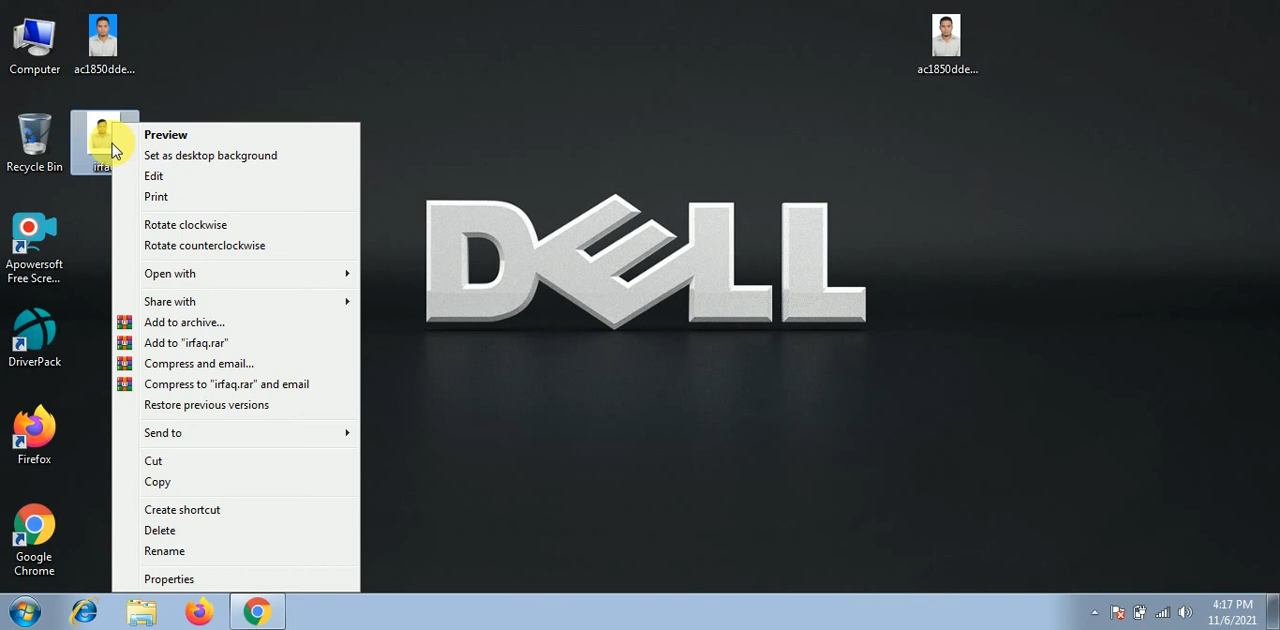 Computer
ac1850dde...
ac1850dde...
Recycle Bin
Preview
Set as desktop background
Edit
Print
Rotate clockwise
Rotate counterclockwise
Open with
Share with
Add to archive...
Add to "irfaq.rar"
Compress and email...
Compress to "irfaq.rar" and email
Restore previous versions
Send to
Cut
Copy
Create shortcut
Delete
Rename
Properties
Apowersoft
Free Scre...
DriverPack
Firefox
Google
Chrome
DELL
4:17 PM
11/6/2021